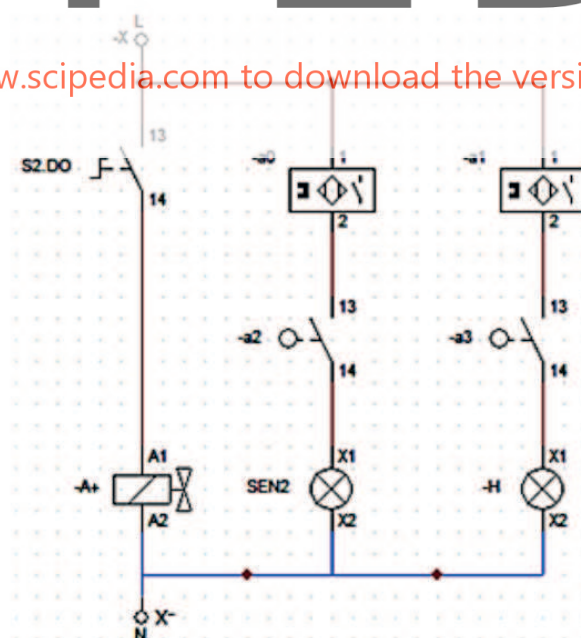 L
-X
w.scipedia.com to download the versi
13
S2.DO
14
-a0
1
2
-a1
1
2
13
-a2
14
13
-a3
14
A1
-A+
A2
X1
SEN2
X2
X1
-H
X2
X-
N